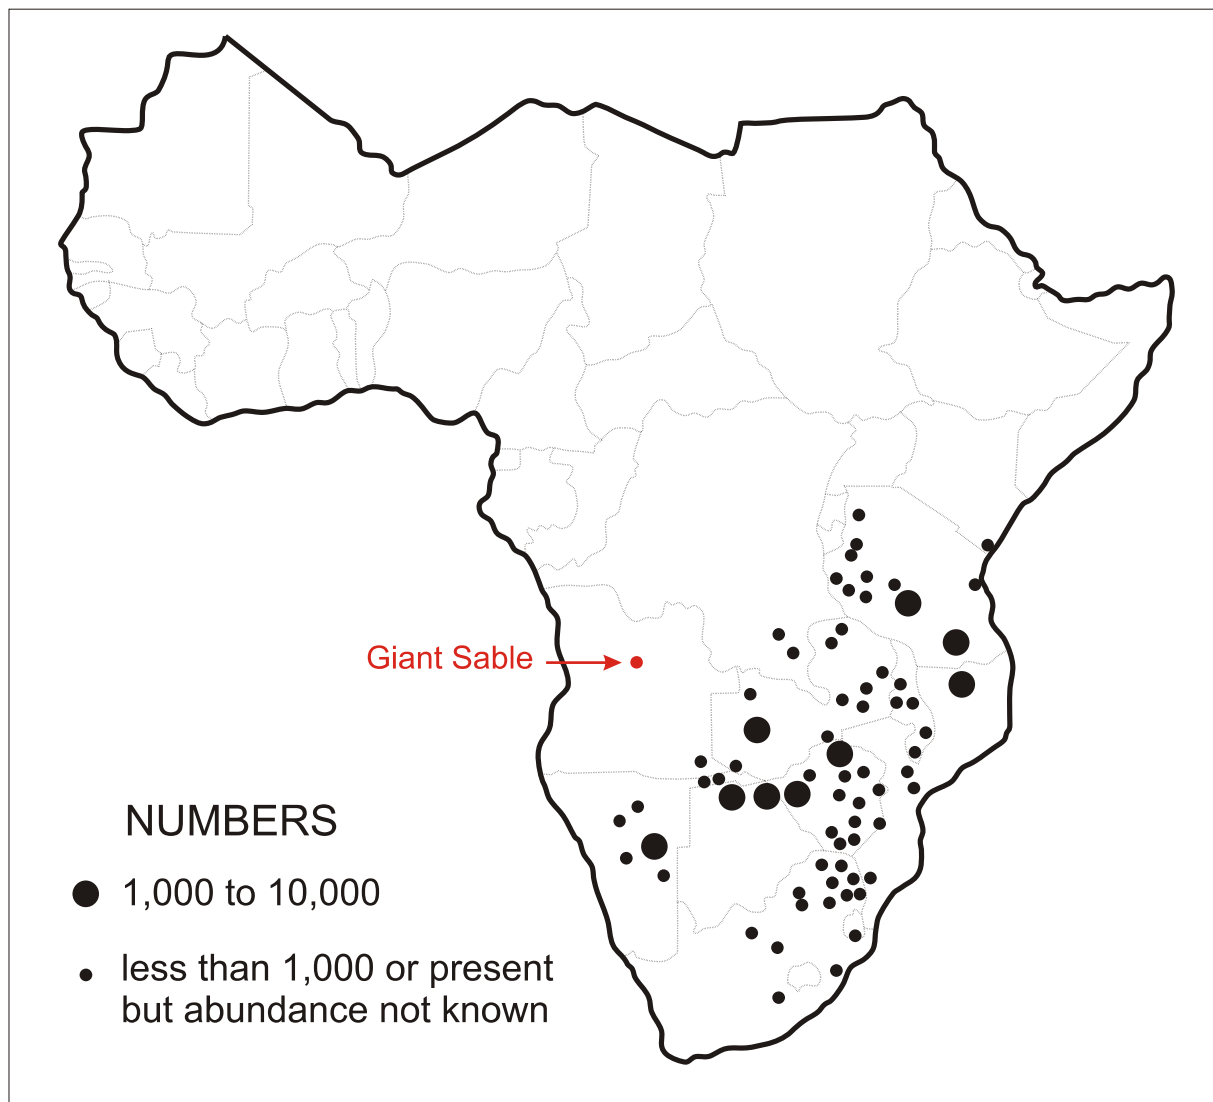 Giant Sable
NUMBERS
1,000 to 10,000
less than 1,000 or present
but abundance not known